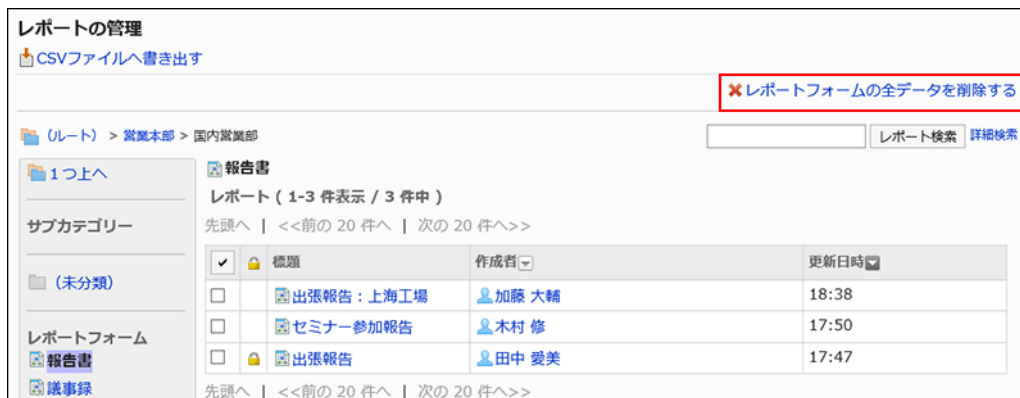 レポートの管理
CSVファイルへ書き出す
レポートフォームの全データを削除する
(ルート) > 営業本部 > 国内営業部
レポート検索 詳細検索
1つ上へ
サブカテゴリー
(未分類)
レポートフォーム
報告書
議事録
報告書
レポート ( 1-3 件表示 / 3 件中 )
先頭へ | <<前の 20 件へ | 次の 20 件へ>>
標題 作成者 更新日時
出張報告：上海工場 加藤 大輔 18:38
セミナー参加報告 木村 修 17:50
出張報告 田中 愛美 17:47
先頭へ | <<前の 20 件へ | 次の 20 件へ>>